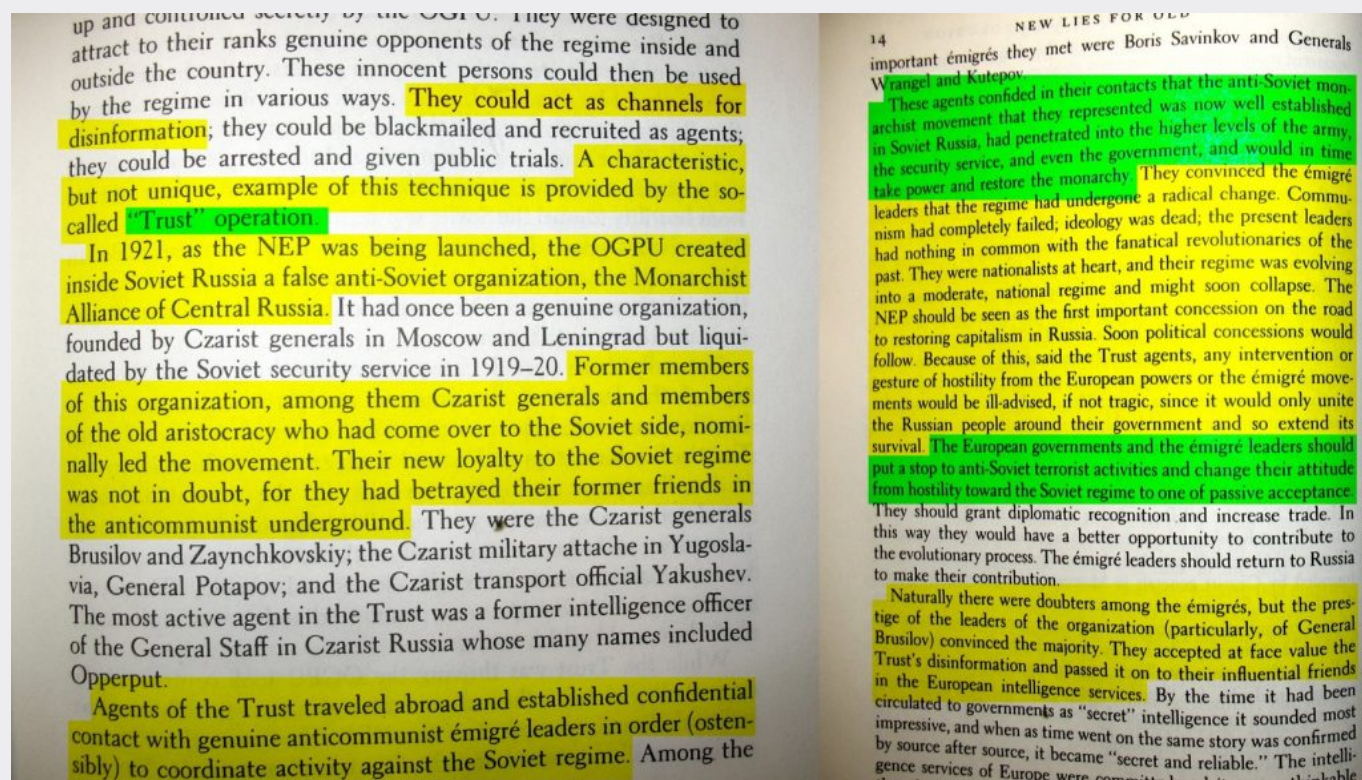 up and controlled secretly by the OGPU. They were designed to
attract to their ranks genuine opponents of the regime inside and
outside the country. These innocent persons could then be used
by the regime in various ways. They could act as channels for
disinformation; they could be blackmailed and recruited as agents;
they could be arrested and given public trials. A characteristic,
but not unique, example of this technique is provided by the so-
called "Trust" operation.
In 1921, as the NEP was being launched, the OGPU created
inside Soviet Russia a false anti-Soviet organization, the Monarchist
Alliance of Central Russia. It had once been a genuine organization,
founded by Czarist generals in Moscow and Leningrad but liqui-
dated by the Soviet security service in 1919–20. Former members
of this organization, among them Czarist generals and members
of the old aristocracy who had come over to the Soviet side, nomi-
nally led the movement. Their new loyalty to the Soviet regime
was not in doubt, for they had betrayed their former friends in
the anticommunist underground. They were the Czarist generals
Brusilov and Zaynchkovskiy; the Czarist military attache in Yugosla-
via, General Potapov; and the Czarist transport official Yakushev.
The most active agent in the Trust was a former intelligence officer
of the General Staff in Czarist Russia whose many names included
Opperput.
Agents of the Trust traveled abroad and established confidential
contact with genuine anticommunist émigré leaders in order (osten-
sibly) to coordinate activity against the Soviet regime. Among the
14 NEW LIES FOR OLD
important émigrés they met were Boris Savinkov and Generals
Wrangel and Kutepov.
These agents confided in their contacts that the anti-Soviet mon-
archist movement that they represented was now well established
in Soviet Russia, had penetrated into the higher levels of the army,
the security service, and even the government, and would in time
take power and restore the monarchy. They convinced the émigré
leaders that the regime had undergone a radical change. Commu-
nism had completely failed; ideology was dead; the present leaders
had nothing in common with the fanatical revolutionaries of the
past. They were nationalists at heart, and their regime was evolving
into a moderate, national regime and might soon collapse. The
NEP should be seen as the first important concession on the road
to restoring capitalism in Russia. Soon political concessions would
follow. Because of this, said the Trust agents, any intervention or
gesture of hostility from the European powers or the émigré move-
ments would be ill-advised, if not tragic, since it would only unite
the Russian people around their government and so extend its
survival. The European governments and the émigré leaders should
put a stop to anti-Soviet terrorist activities and change their attitude
from hostility toward the Soviet regime to one of passive acceptance.
They should grant diplomatic recognition and increase trade. In
this way they would have a better opportunity to contribute to
the evolutionary process. The émigré leaders should return to Russia
to make their contribution.
Naturally there were doubters among the émigrés, but the pres-
tige of the leaders of the organization (particularly, of General
Brusilov) convinced the majority. They accepted at face value the
Trust's disinformation and passed it on to their influential friends
in the European intelligence services. By the time it had been
circulated to governments as "secret" intelligence it sounded most
impressive, and when as time went on the same story was confirmed
by source after source, it became "secret and reliable." The intelli-
gence services of Europe were